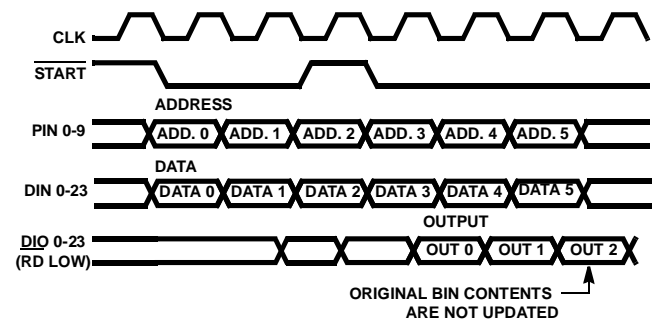 CLK
START
ADDRESS
PIN 0-9 ADD. 0 ADD. 1 ADD. 2 ADD. 3 ADD. 4 ADD. 5
DATA
DIN 0-23 DATA 0 DATA 1 DATA 2 DATA 3 DATA 4 DATA 5
OUTPUT
DIO 0-23 OUT 0 OUT 1 OUT 2
(RD LOW)
ORIGINAL BIN CONTENTS
ARE NOT UPDATED